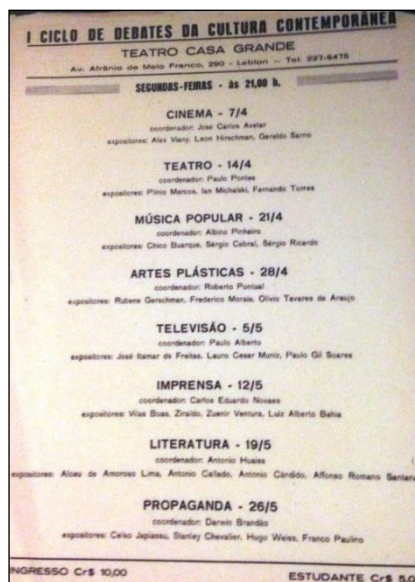 I CICLO DE DEBATES DA CULTURA CONTEMPORÂNEA
TEATRO CASA GRANDE
Av. Afrânio de Melo Franco, 290 - Leblon - Tel. 227-6475
SEGUNDAS-FEIRAS - às 21,00 h.
CINEMA - 7/4
coordenador: José Carlos Avelar
expositores: Alex Viany, Leon Hirschman, Geraldo Sarno
TEATRO - 14/4
coordenador: Paulo Pontes
expositores: Plínio Marcos, Ian Michalski, Fernando Torres
MÚSICA POPULAR - 21/4
coordenador: Albino Pinheiro
expositores: Chico Buarque, Sérgio Cabral, Sérgio Ricardo
ARTES PLÁSTICAS - 28/4
coordenador: Roberto Pontual
expositores: Rubens Gerschman, Frederico Morais, Olívio Tavares de Araujo
TELEVISÃO - 5/5
coordenador: Paulo Alberto
expositores: José Itamar de Freitas, Lauro Cesar Muniz, Paulo Gil Soares
IMPRENSA - 12/5
coordenador: Carlos Eduardo Novaes
expositores: Vilas Boas, Ziraldo, Zuenir Ventura, Luiz Alberto Bahia
LITERATURA - 19/5
coordenador: Antonio Huaiss
expositores: Alceu de Amoroso Lima, Antonio Callado, Antonio Cândido, Affonso Romano Santana
PROPAGANDA - 26/5
coordenador: Darwin Brandão
expositores: Celso Japiassu, Stanley Chevalier, Hugo Weiss, Franco Paulino
INGRESSO Cr$ 10,00
ESTUDANTE Cr$